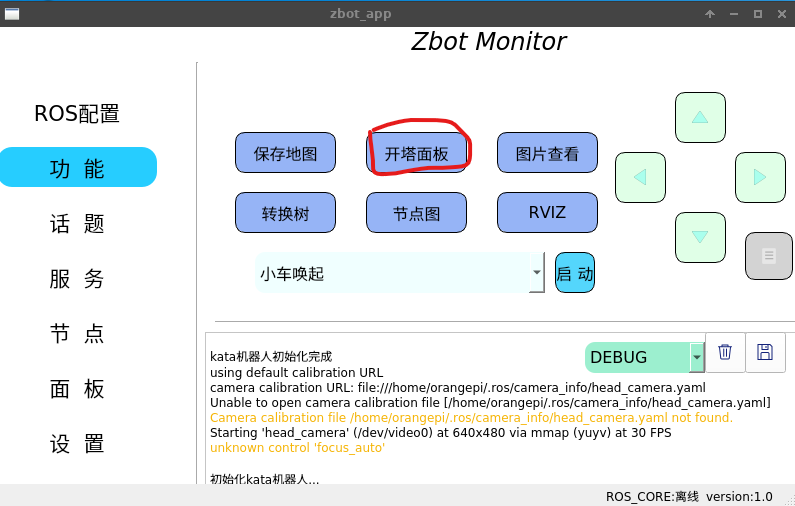 zbot_app
Zbot Monitor
ROS配置
功 能
话 题
服 务
节 点
面 板
设 置
保存地图
开塔面板
图片查看
转换树
节点图
RVIZ
小车唤起
启 动
DEBUG
kata机器人初始化完成
using default calibration URL
camera calibration URL: file:///home/orangepi/.ros/camera_info/head_camera.yaml
Unable to open camera calibration file [/home/orangepi/.ros/camera_info/head_camera.yaml]
Camera calibration file /home/orangepi/.ros/camera_info/head_camera.yaml not found.
Starting 'head_camera' (/dev/video0) at 640x480 via mmap (yuyv) at 30 FPS
unknown control 'focus_auto'
初始化kata机器人...
ROS_CORE:离线 version:1.0